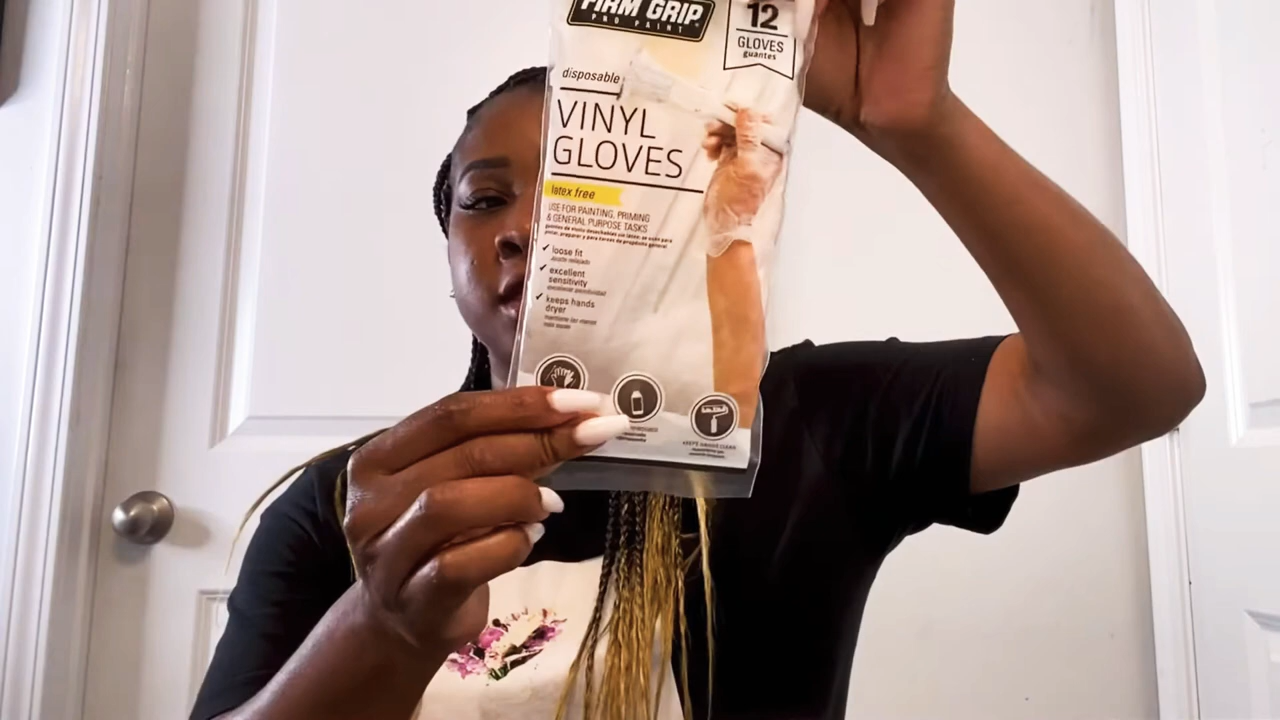 FIRM GRIP
PRO PAINT
12
GLOVES
guantes
disposable
VINYL
GLOVES
latex free
USE FOR PAINTING, PRIMING
& GENERAL PURPOSE TASKS
loose fit
excellent
sensitivity
keeps hands
dryer
KEEPS HANDS CLEAN